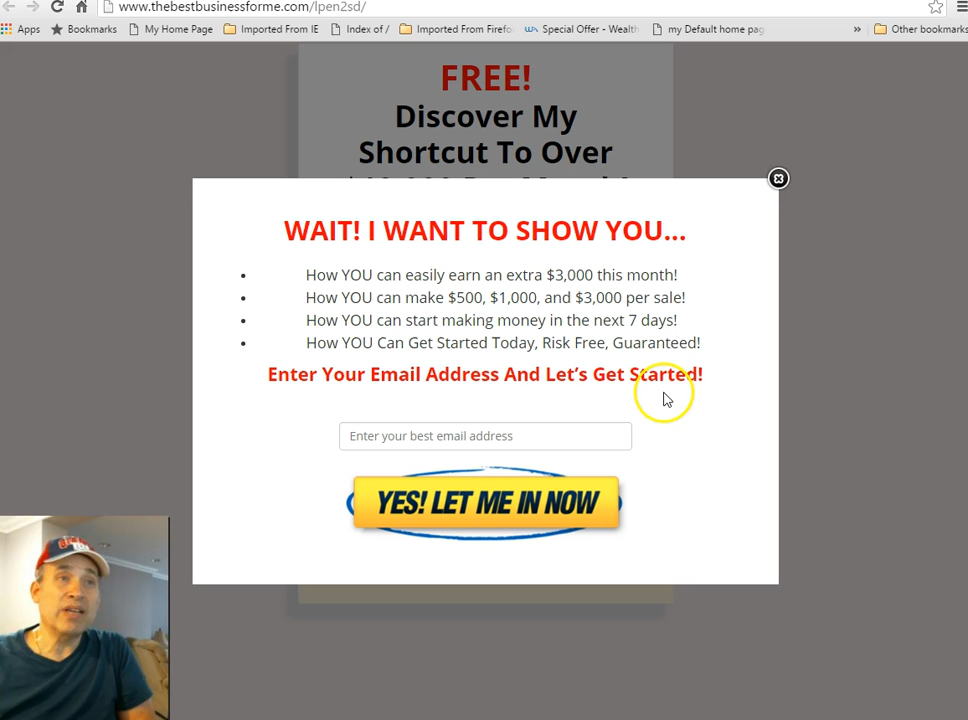 www.thebestbusinessforme.com/lpen2sd/
Apps Bookmarks My Home Page Imported From IE Index of / Imported From Firefo Special Offer - Wealth my Default home pag » Other bookmarks
FREE!
Discover My
Shortcut To Over
WAIT! I WANT TO SHOW YOU...
• How YOU can easily earn an extra $3,000 this month!
• How YOU can make $500, $1,000, and $3,000 per sale!
• How YOU can start making money in the next 7 days!
• How YOU Can Get Started Today, Risk Free, Guaranteed!
Enter Your Email Address And Let’s Get Started!
Enter your best email address
YES! LET ME IN NOW